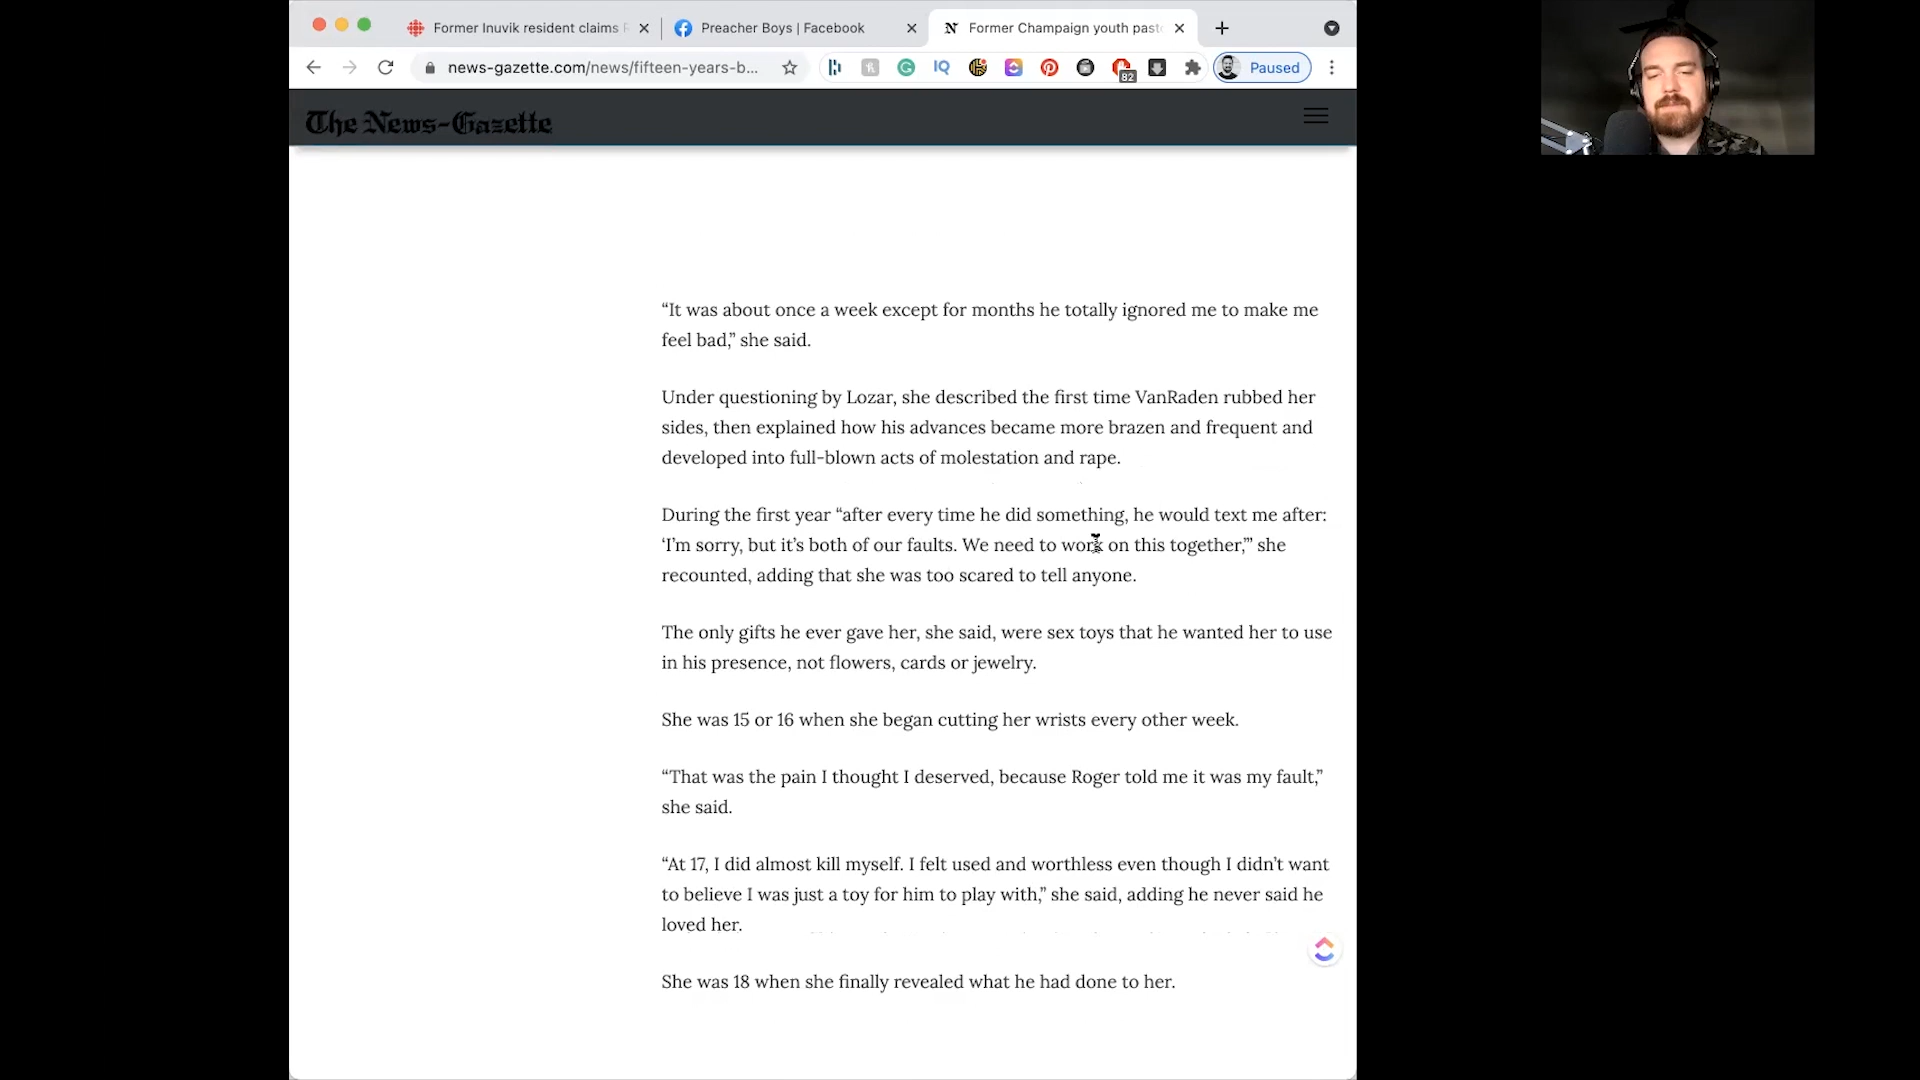 Former Inuvik resident claims
Preacher Boys | Facebook
Former Champaign youth past
news-gazette.com/news/fifteen-years-b...
IQ
82
Paused
The News-Gazette
“It was about once a week except for months he totally ignored me to make me
feel bad,” she said.
Under questioning by Lozar, she described the first time VanRaden rubbed her
sides, then explained how his advances became more brazen and frequent and
developed into full-blown acts of molestation and rape.
During the first year “after every time he did something, he would text me after:
‘I’m sorry, but it’s both of our faults. We need to work on this together,’” she
recounted, adding that she was too scared to tell anyone.
The only gifts he ever gave her, she said, were sex toys that he wanted her to use
in his presence, not flowers, cards or jewelry.
She was 15 or 16 when she began cutting her wrists every other week.
“That was the pain I thought I deserved, because Roger told me it was my fault,”
she said.
“At 17, I did almost kill myself. I felt used and worthless even though I didn’t want
to believe I was just a toy for him to play with,” she said, adding he never said he
loved her.
She was 18 when she finally revealed what he had done to her.